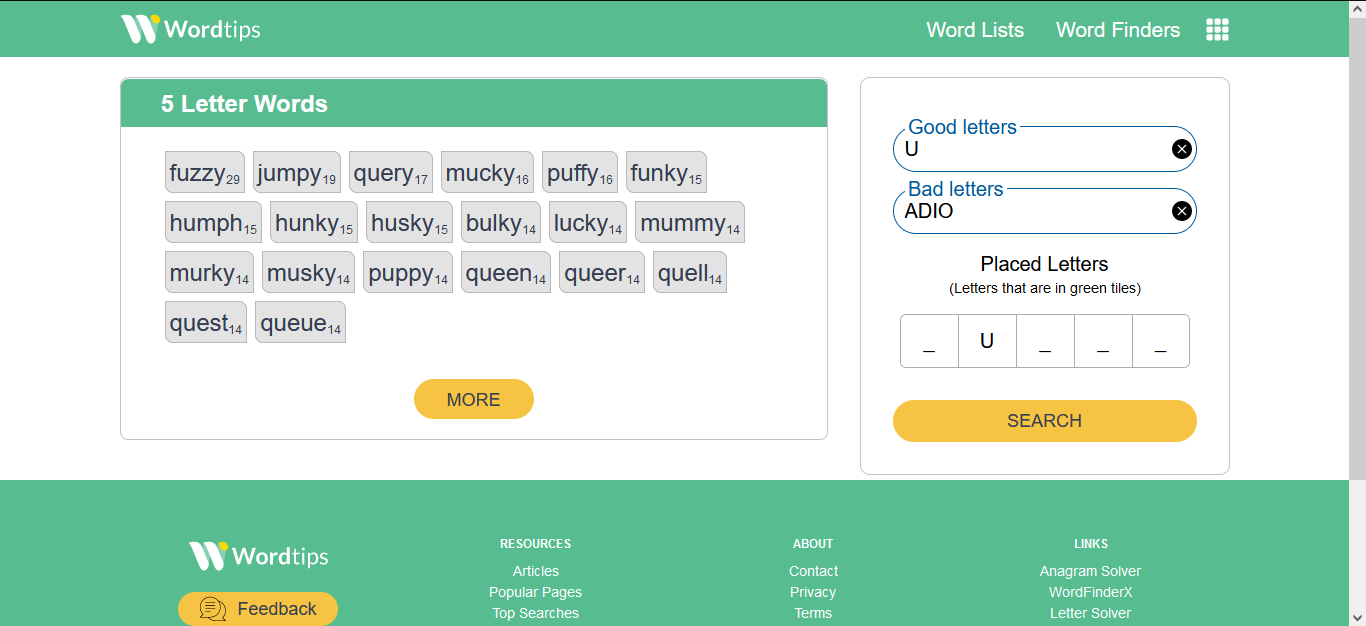 Wordtips
Word Lists Word Finders
5 Letter Words
fuzzy29 jumpy19 query17 mucky16 puffy16 funky15
humph15 hunky15 husky15 bulky14 lucky14 mummy14
murky14 musky14 puppy14 queen14 queer14 quell14
quest14 queue14
MORE
Good letters
U
Bad letters
ADIO
Placed Letters
(Letters that are in green tiles)
_ U _ _ _
SEARCH
Wordtips
Feedback
RESOURCES
Articles
Popular Pages
Top Searches
ABOUT
Contact
Privacy
Terms
LINKS
Anagram Solver
WordFinderX
Letter Solver